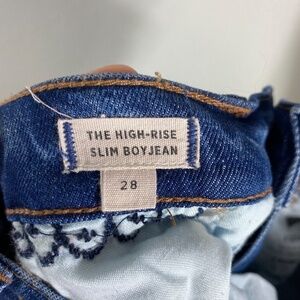 THE HIGH-RISE
SLIM BOYJEAN
28